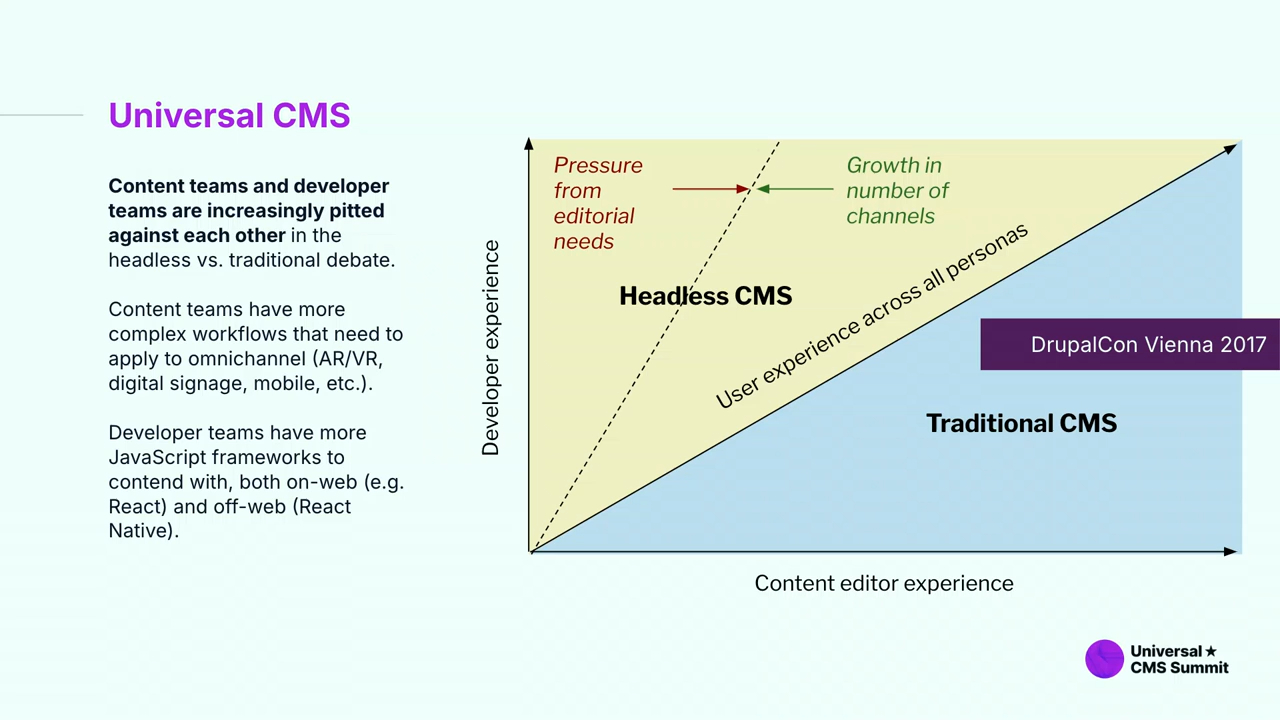 Universal CMS
Content teams and developer
teams are increasingly pitted
against each other in the
headless vs. traditional debate.
Content teams have more
complex workflows that need to
apply to omnichannel (AR/VR,
digital signage, mobile, etc.).
Developer teams have more
JavaScript frameworks to
contend with, both on-web (e.g.
React) and off-web (React
Native).
Developer experience
Pressure
from
editorial
needs
Growth in
number of
channels
Headless CMS
User experience across all personas
DrupalCon Vienna 2017
Traditional CMS
Content editor experience
Universal ★
CMS Summit